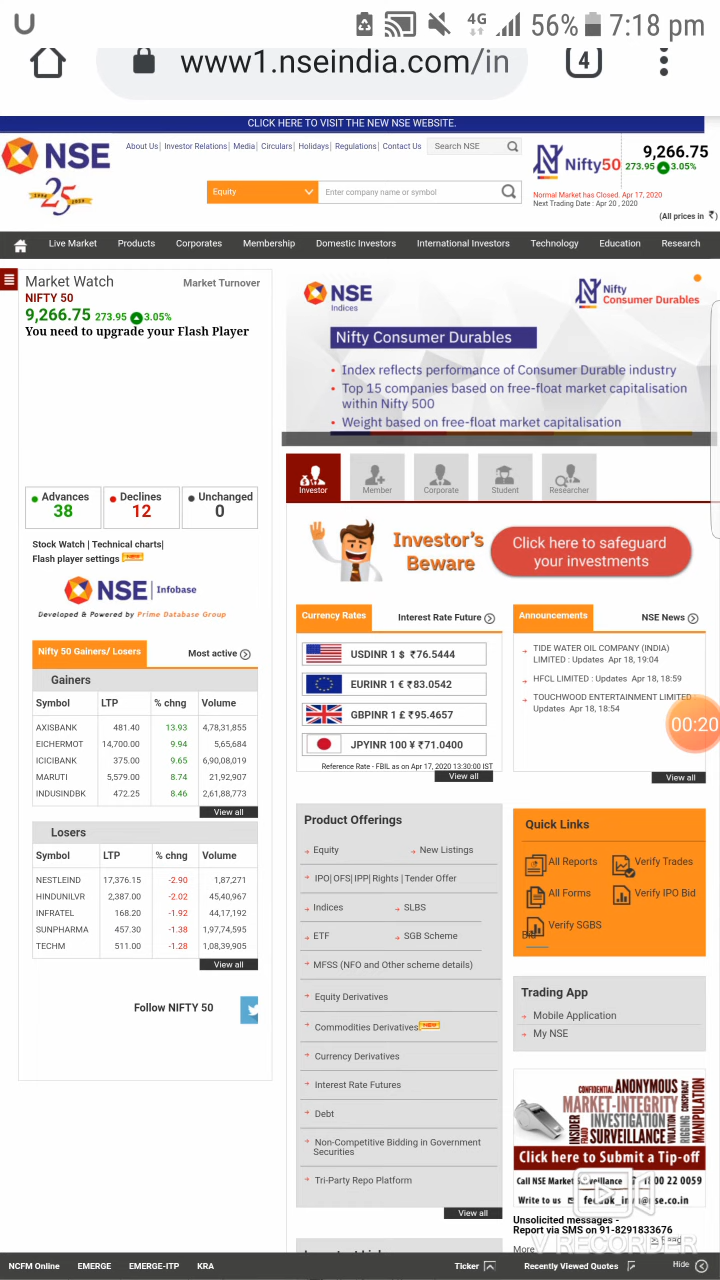 4G 56% 7:18 pm
www1.nseindia.com/in
4
CLICK HERE TO VISIT THE NEW NSE WEBSITE.
NSE
25
About Us| Investor Relations| Media| Circulars| Holidays| Regulations| Contact Us
Search NSE
Equity
Enter company name or symbol
Nifty50
9,266.75
273.95 3.05%
Normal Market has Closed. Apr 17, 2020
Next Trading Date : Apr 20 , 2020
(All prices in ₹)
Live Market Products Corporates Membership Domestic Investors International Investors Technology Education Research
Market Watch Market Turnover
NIFTY 50
9,266.75 273.95 3.05%
You need to upgrade your Flash Player
Advances 38
Declines 12
Unchanged 0
Stock Watch | Technical charts|
Flash player settings
NSE | Infobase
Developed & Powered by Prime Database Group
Nifty 50 Gainers/ Losers
Most active
Gainers
Symbol LTP % chng Volume
AXISBANK 481.40 13.93 4,78,31,855
EICHERMOT 14,700.00 9.94 5,65,684
ICICIBANK 375.00 9.65 6,90,08,019
MARUTI 5,579.00 8.74 21,92,907
INDUSINDBK 472.25 8.46 2,61,88,773
View all
Losers
Symbol LTP % chng Volume
NESTLEIND 17,376.15 -2.90 1,87,271
HINDUNILVR 2,387.00 -2.02 45,40,967
INFRATEL 168.20 -1.92 44,17,192
SUNPHARMA 457.30 -1.38 1,97,74,595
TECHM 511.00 -1.28 1,08,39,905
View all
Follow NIFTY 50
NSE
Indices
Nifty
Consumer Durables
Nifty Consumer Durables
• Index reflects performance of Consumer Durable industry
• Top 15 companies based on free-float market capitalisation
within Nifty 500
• Weight based on free-float market capitalisation
Investor Member Corporate Student Researcher
Investor's
Beware
Click here to safeguard
your investments
Currency Rates
Interest Rate Future
USDINR 1 $ ₹76.5444
EURINR 1 € ₹83.0542
GBPINR 1 £ ₹95.4657
JPYINR 100 ¥ ₹71.0400
Reference Rate - FBIL as on Apr 17, 2020 13:30:00 IST
View all
Announcements
NSE News
TIDE WATER OIL COMPANY (INDIA)
LIMITED : Updates Apr 18, 19:04
HFCL LIMITED : Updates Apr 18, 18:59
TOUCHWOOD ENTERTAINMENT LIMITED :
Updates Apr 18, 18:54
00:20
View all
Product Offerings
Equity
New Listings
IPO| OFS| IPP| Rights | Tender Offer
Indices
SLBS
ETF
SGB Scheme
MFSS (NFO and Other scheme details)
Equity Derivatives
Commodities Derivatives
Currency Derivatives
Interest Rate Futures
Debt
Non-Competitive Bidding in Government
Securities
Tri-Party Repo Platform
View all
Quick Links
All Reports
Verify Trades
All Forms
Verify IPO Bid
Verify SGBS
Trading App
Mobile Application
My NSE
CONFIDENTIAL ANONYMOUS
MARKET-INTEGRITY
INVESTIGATION
SURVEILLANCE
INSIDER
FRAUD
VIOLATION
RIGGING
CONSPIRACY
MANIPULATION
Click here to Submit a Tip-off
Call NSE Market Surveillance 1800 22 0059
Write to us
Unsolicited messages -
Report via SMS on 91-8291833676
Read
More
V RECORDER
NCFM Online EMERGE EMERGE-ITP KRA Ticker Recently Viewed Quotes Hide